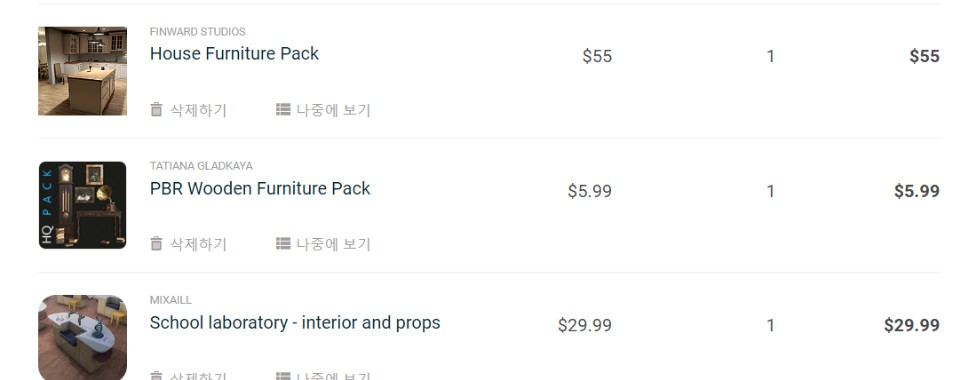 FINWARD STUDIOS
House Furniture Pack $55 1 $55
삭제하기 나중에 보기
HQ PACK
TATIANA GLADKAYA
PBR Wooden Furniture Pack $5.99 1 $5.99
삭제하기 나중에 보기
MIXAILL
School laboratory - interior and props $29.99 1 $29.99
삭제하기 나중에 보기